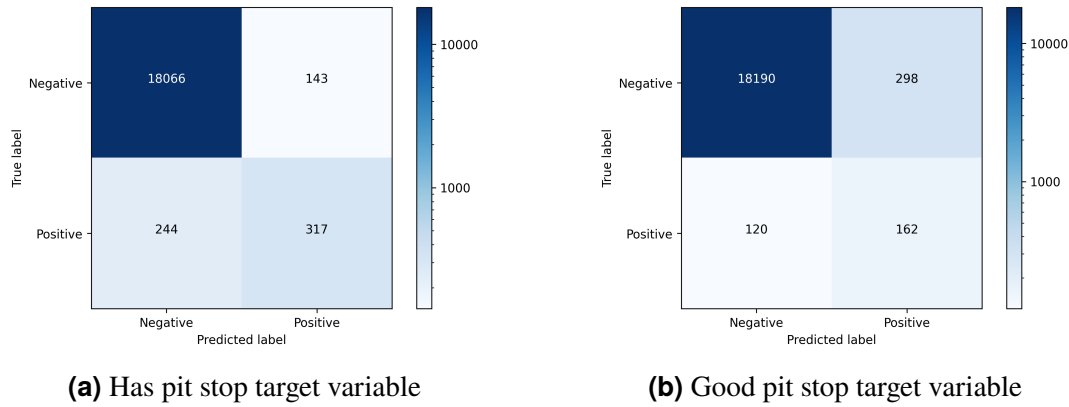 Negative
18066
143
10000
True label
1000
Positive
244
317
Negative
Positive
Predicted label
(a) Has pit stop target variable
Negative
18190
298
10000
True label
1000
Positive
120
162
Negative
Positive
Predicted label
(b) Good pit stop target variable